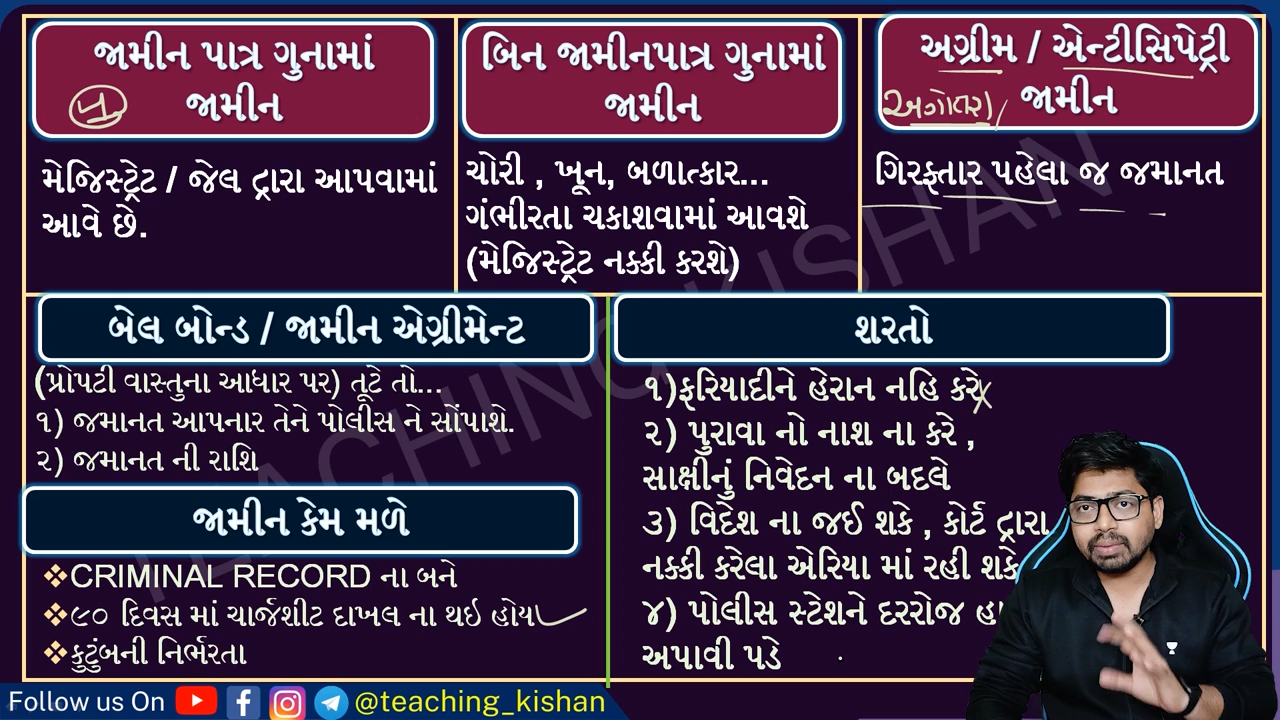 જામીન પાત્ર ગુનામાં
જામીન
બિન જામીનપાત્ર ગુનામાં
જામીન
અગ્રીમ / એન્ટીસિપેટ્રી
અગોતરા/ જામીન
મેજિસ્ટ્રેટ / જેલ દ્રારા આપવામાં
આવે છે.
ચોરી , ખૂન, બળાત્કાર...
ગંભીરતા ચકાશવામાં આવશે
(મેજિસ્ટ્રેટ નક્કી કરશે)
ગિરફ્તાર પહેલા જ જમાનત
બેલ બોન્ડ / જામીન એગ્રીમેન્ટ
(પ્રોપટી વાસ્તુના આધાર પર) તૂટે તો...
૧) જમાનત આપનાર તેને પોલીસ ને સોંપાશે.
૨) જમાનત ની રાશિ
જામીન કેમ મળે
❖CRIMINAL RECORD ના બને
❖૯૦ દિવસ માં ચાર્જશીટ દાખલ ના થઇ હોય
❖કુટુંબની નિર્ભરતા
શરતો
૧)ફરિયાદીને હેરાન નહિ કરે
૨) પુરાવા નો નાશ ના કરે ,
સાક્ષીનું નિવેદન ના બદલે
૩) વિદેશ ના જઈ શકે , કોર્ટ દ્રારા
નક્કી કરેલા એરિયા માં રહી શકે
૪) પોલીસ સ્ટેશને દરરોજ
અપાવી પડે
TEACHING KISHAN
Follow us On @teaching_kishan